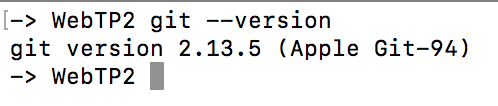 [-> WebTP2 git --version
git version 2.13.5 (Apple Git-94)
-> WebTP2